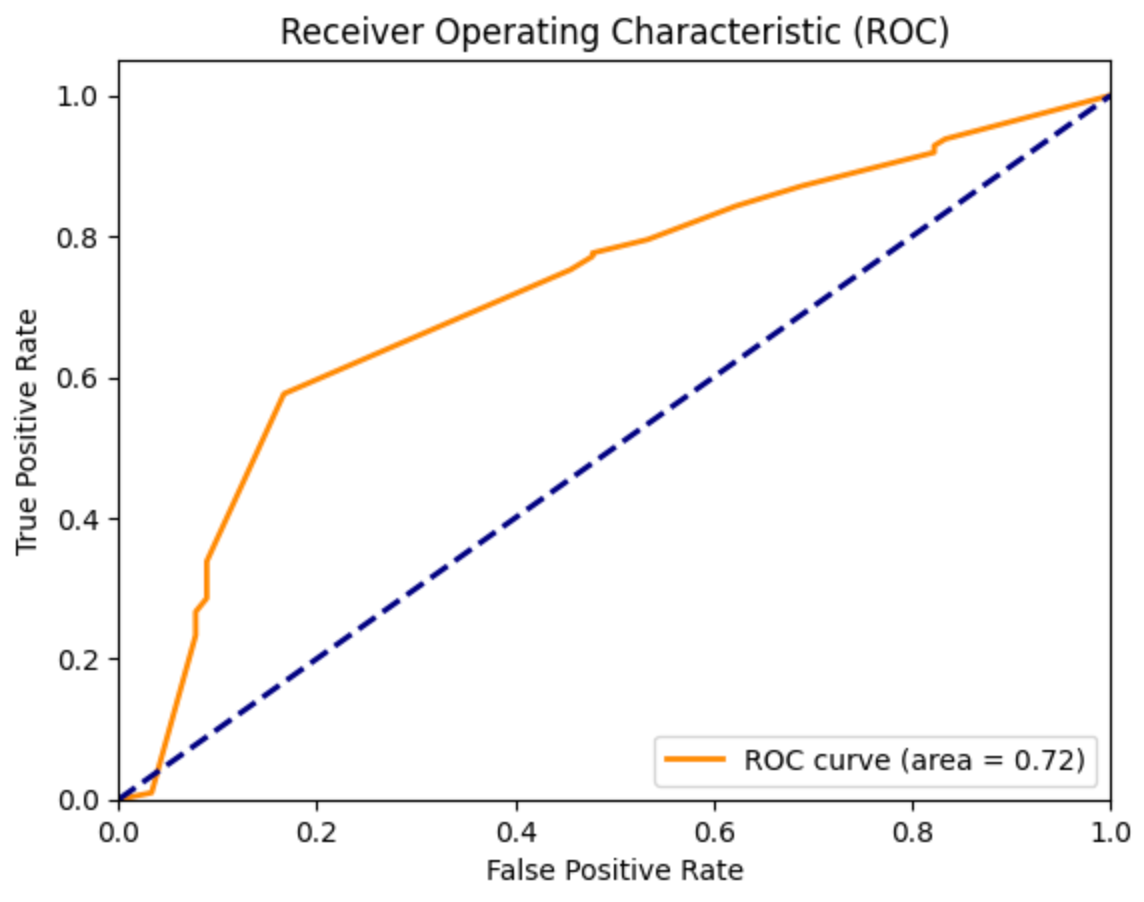 Receiver Operating Characteristic (ROC)
True Positive Rate
1.0
0.8
0.6
0.4
0.2
0.0
ROC curve (area = 0.72)
0.0 0.2 0.4 0.6 0.8 1.0
False Positive Rate